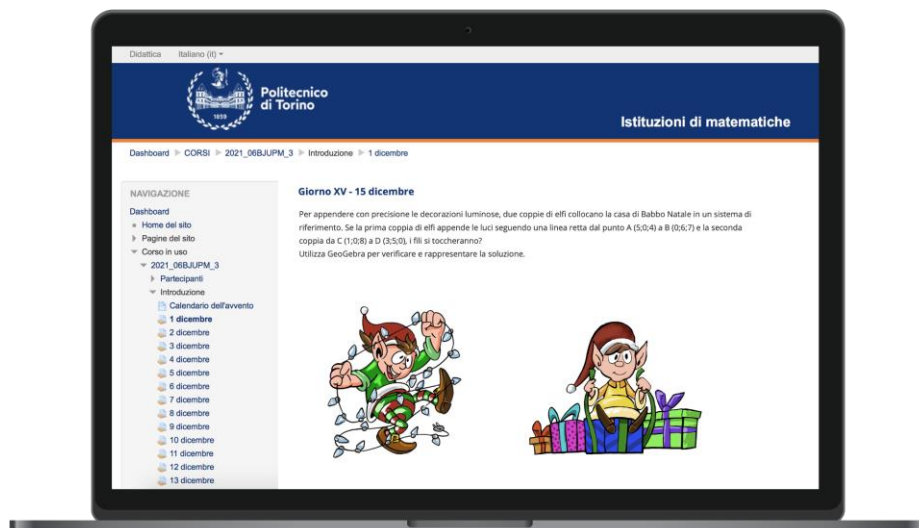 Didattica Italiano (it)
Politecnico
di Torino
1859
Istituzioni di matematiche
Dashboard CORSI 2021_06BJUPM_3 Introduzione 1 dicembre
NAVIGAZIONE
Dashboard
Home del sito
Pagine del sito
Corso in uso
2021_06BJUPM_3
Partecipanti
Introduzione
Calendario dell'avvento
1 dicembre
2 dicembre
3 dicembre
4 dicembre
5 dicembre
6 dicembre
7 dicembre
8 dicembre
9 dicembre
10 dicembre
11 dicembre
12 dicembre
13 dicembre
Giorno XV - 15 dicembre
Per appendere con precisione le decorazioni luminose, due coppie di elfi collocano la casa di Babbo Natale in un sistema di
riferimento. Se la prima coppia di elfi appende le luci seguendo una linea retta dal punto A (5;0;4) a B (0;6;7) e la seconda
coppia da C (1;0;8) a D (3;5;0), i fili si toccheranno?
Utilizza GeoGebra per verificare e rappresentare la soluzione.